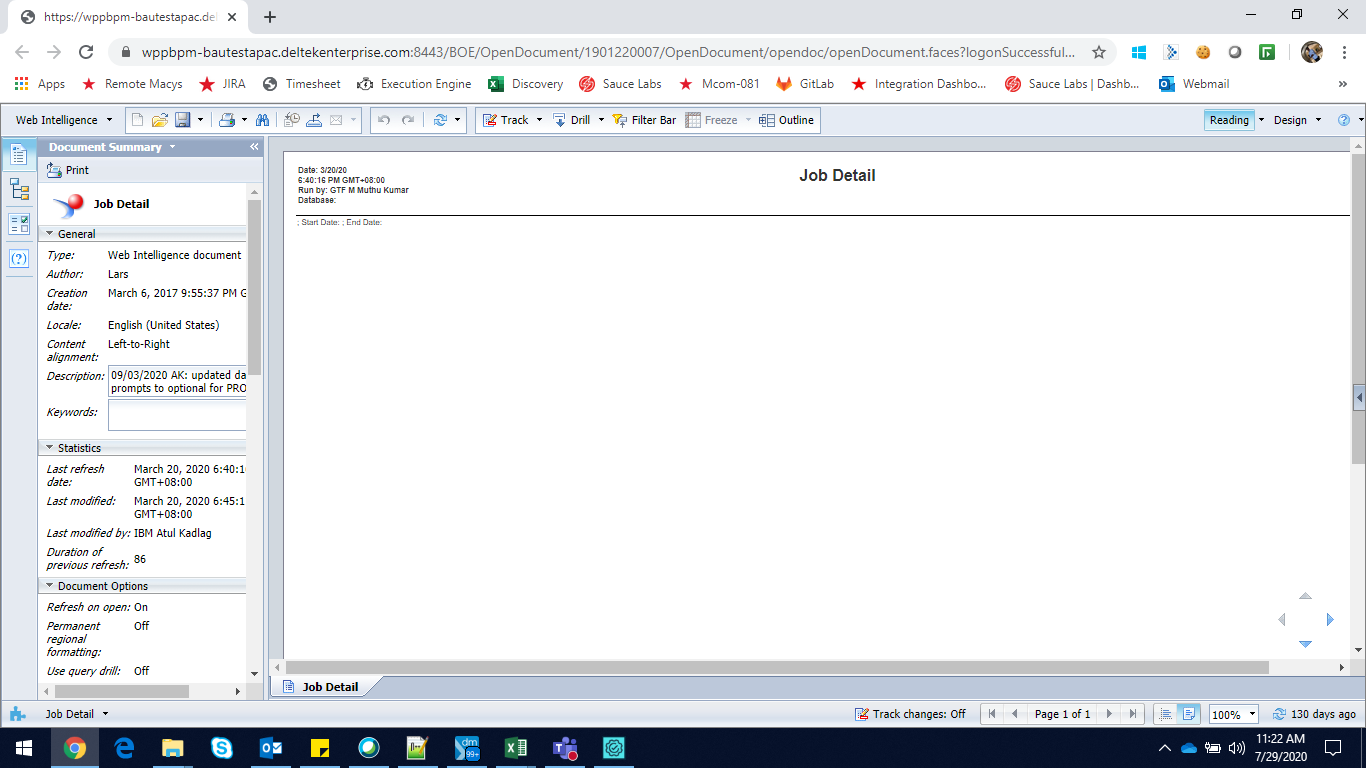 https://wppbpm-bautestapac.del
wppbpm-bautestapac.deltekenterprise.com:8443/BOE/OpenDocument/1901220007/OpenDocument/opendoc/openDocument.faces?logonSuccessful...
Apps Remote Macys JIRA Timesheet Execution Engine Discovery Sauce Labs Mcom-081 GitLab Integration Dashbo... Sauce Labs | Dashb... Webmail »
Web Intelligence Track Drill Filter Bar Freeze Outline Reading Design
Document Summary
Print
Job Detail
General
Type: Web Intelligence document
Author: Lars
Creation date: March 6, 2017 9:55:37 PM G
Locale: English (United States)
Content alignment: Left-to-Right
Description: 09/03/2020 AK: updated da
prompts to optional for PRO
Keywords:
Statistics
Last refresh date: March 20, 2020 6:40:1
GMT+08:00
Last modified: March 20, 2020 6:45:1
GMT+08:00
Last modified by: IBM Atul Kadlag
Duration of previous refresh: 86
Document Options
Refresh on open: On
Permanent regional formatting: Off
Use query drill: Off
Date: 3/20/20
6:40:16 PM GMT+08:00
Run by: GTF M Muthu Kumar
Database:
Job Detail
; Start Date: ; End Date:
Job Detail
Job Detail Track changes: Off Page 1 of 1 100% 130 days ago
dm
99+
11:22 AM
7/29/2020